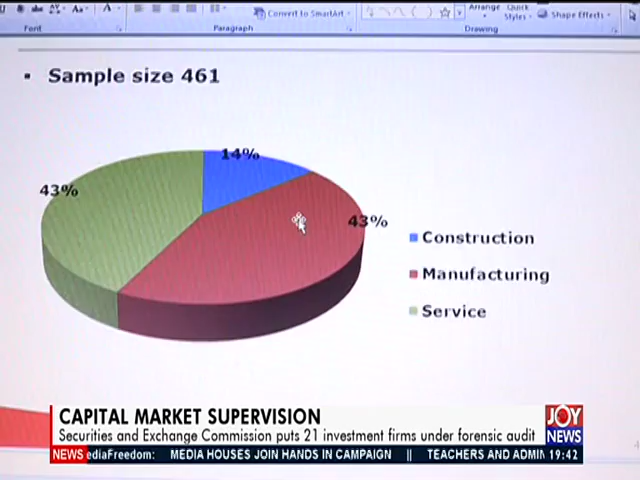 Aa
A
Convert to SmartArt
Arrange
Quick
Styles
Shape Effects
Font
Paragraph
Drawing
▪ Sample size 461
14%
43%
43%
Construction
Manufacturing
Service
CAPITAL MARKET SUPERVISION
Securities and Exchange Commission puts 21 investment firms under forensic audit
JOY
NEWS
NEWS ediaFreedom: MEDIA HOUSES JOIN HANDS IN CAMPAIGN || TEACHERS AND ADMIN 19:42